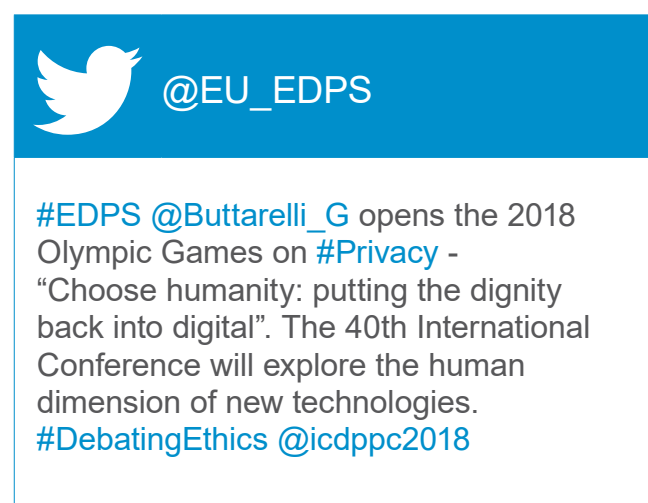 @EU_EDPS
#EDPS @Buttarelli_G opens the 2018
Olympic Games on #Privacy -
“Choose humanity: putting the dignity
back into digital”. The 40th International
Conference will explore the human
dimension of new technologies.
#DebatingEthics @icdppc2018